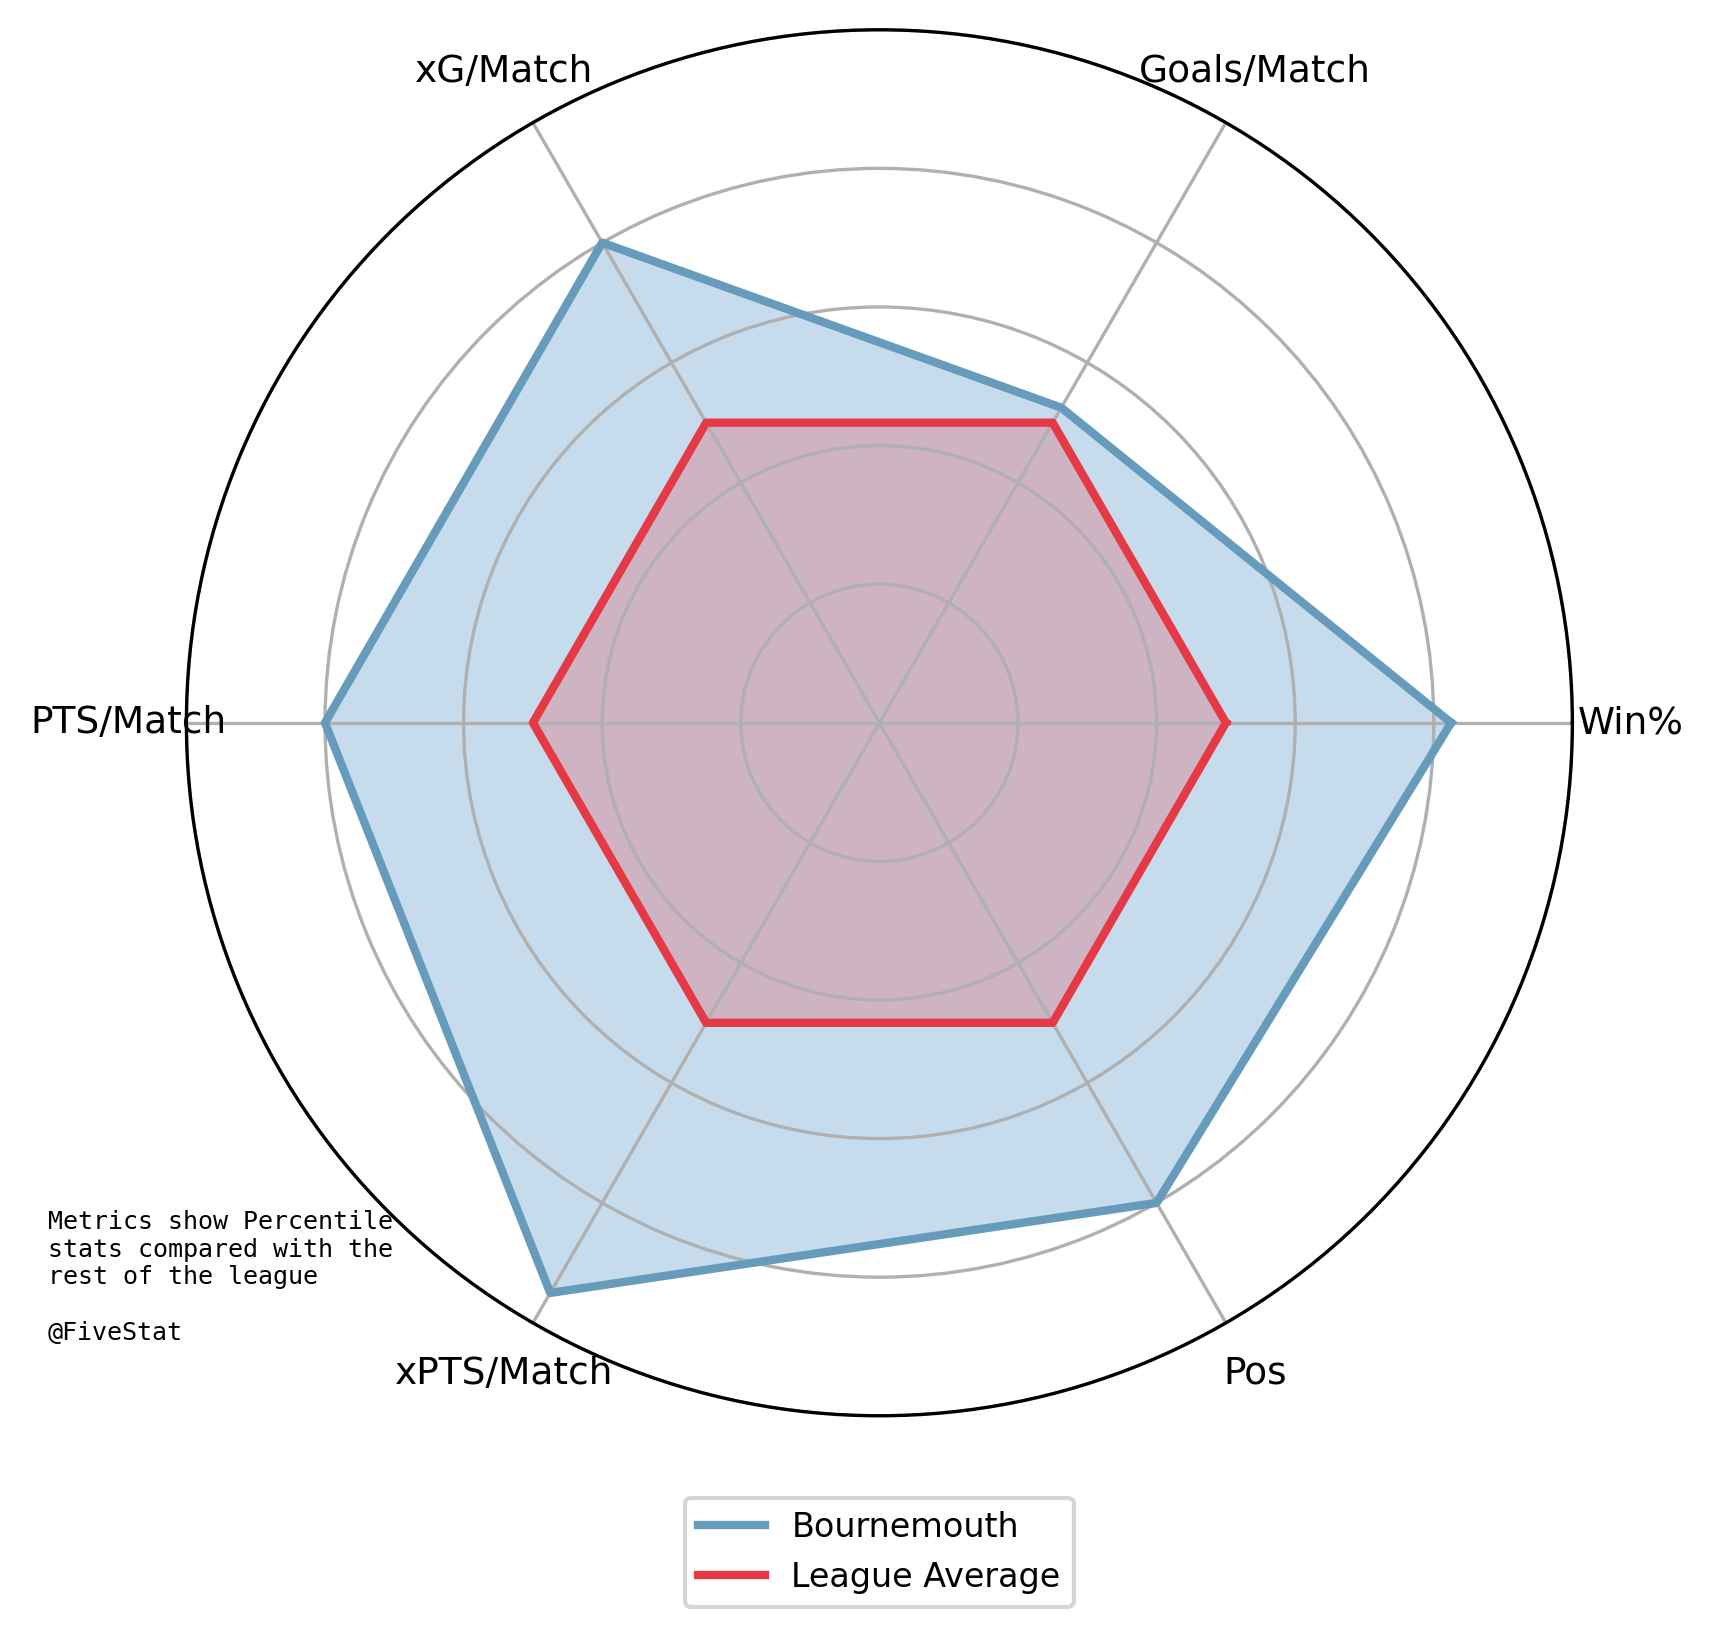 xG/Match
Goals/Match
PTS/Match
Win%
Metrics show Percentile
stats compared with the
rest of the league
@FiveStat
xPTS/Match
Pos
Bournemouth
League Average